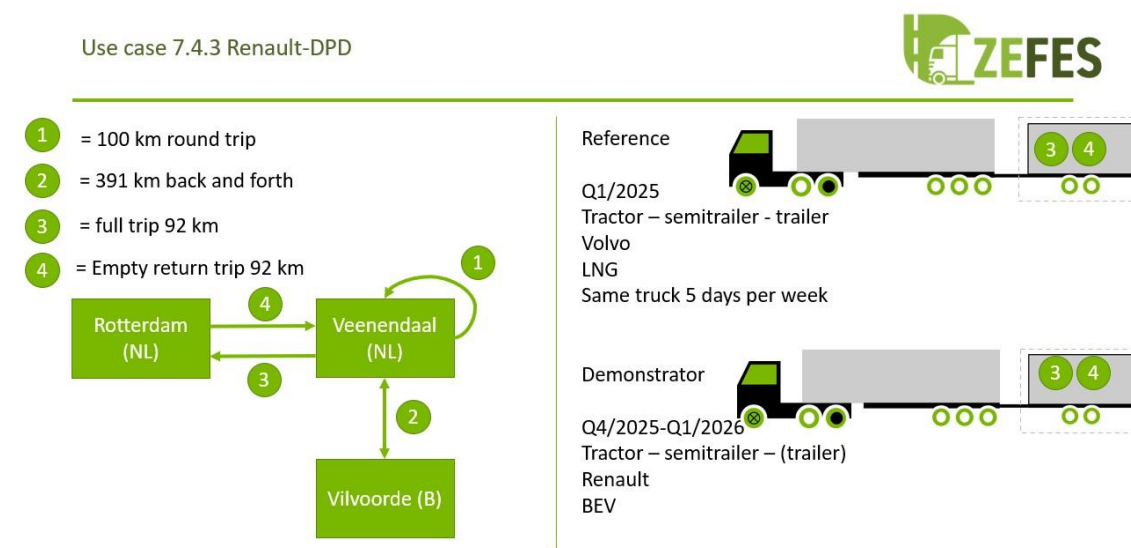 Use case 7.4.3 Renault-DPD
ZEFES
1 = 100 km round trip
2 = 391 km back and forth
3 = full trip 92 km
4 = Empty return trip 92 km
1
Rotterdam
(NL)
4
3
Veenendaal
(NL)
2
Vilvoorde (B)
Reference
3 4
Q1/2025
Tractor – semitrailer - trailer
Volvo
LNG
Same truck 5 days per week
Demonstrator
3 4
Q4/2025-Q1/2026
Tractor – semitrailer – (trailer)
Renault
BEV